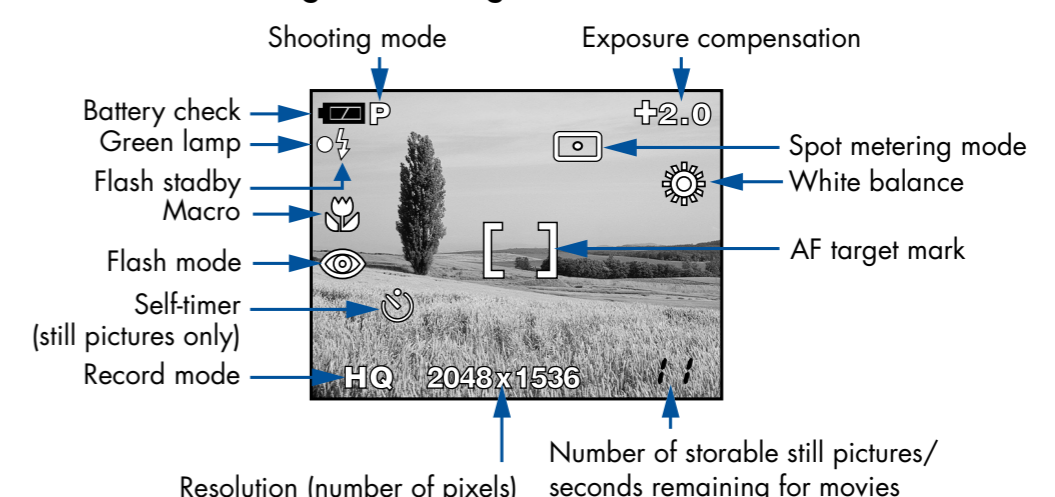 Shooting mode
Exposure compensation
Battery check
P
+2.0
Green lamp
Spot metering mode
Flash stadby
White balance
Macro
AF target mark
Flash mode
Self-timer
(still pictures only)
Record mode
HQ
2048x1536
11
Number of storable still pictures/
seconds remaining for movies
Resolution (number of pixels)